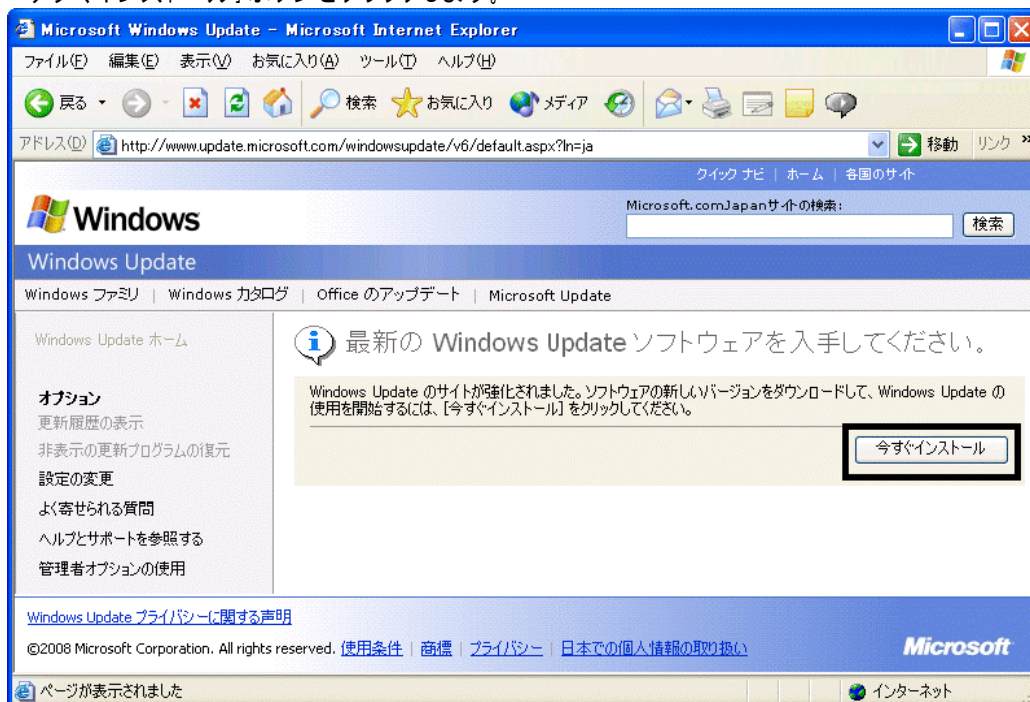 Microsoft Windows Update - Microsoft Internet Explorer
ファイル(F) 編集(E) 表示(V) お気に入り(A) ツール(T) ヘルプ(H)
戻る 検索 お気に入り メディア
アドレス(D) http://www.update.microsoft.com/windowsupdate/v6/default.aspx?ln=ja 移動 リンク »
クイック ナビ | ホーム | 各国のサイト
Windows
Microsoft.comJapanサイトの検索:
検索
Windows Update
Windows ファミリ | Windows カタログ | Office のアップデート | Microsoft Update
Windows Update ホーム
オプション
更新履歴の表示
非表示の更新プログラムの復元
設定の変更
よく寄せられる質問
ヘルプとサポートを参照する
管理者オプションの使用
最新の Windows Update ソフトウェアを入手してください。
Windows Update のサイトが強化されました。ソフトウェアの新しいバージョンをダウンロードして、Windows Update の
使用を開始するには、[今すぐインストール] をクリックしてください。
今すぐインストール
Windows Update プライバシーに関する声明
©2008 Microsoft Corporation. All rights reserved. 使用条件 | 商標 | プライバシー | 日本での個人情報の取り扱い
Microsoft
ページが表示されました インターネット